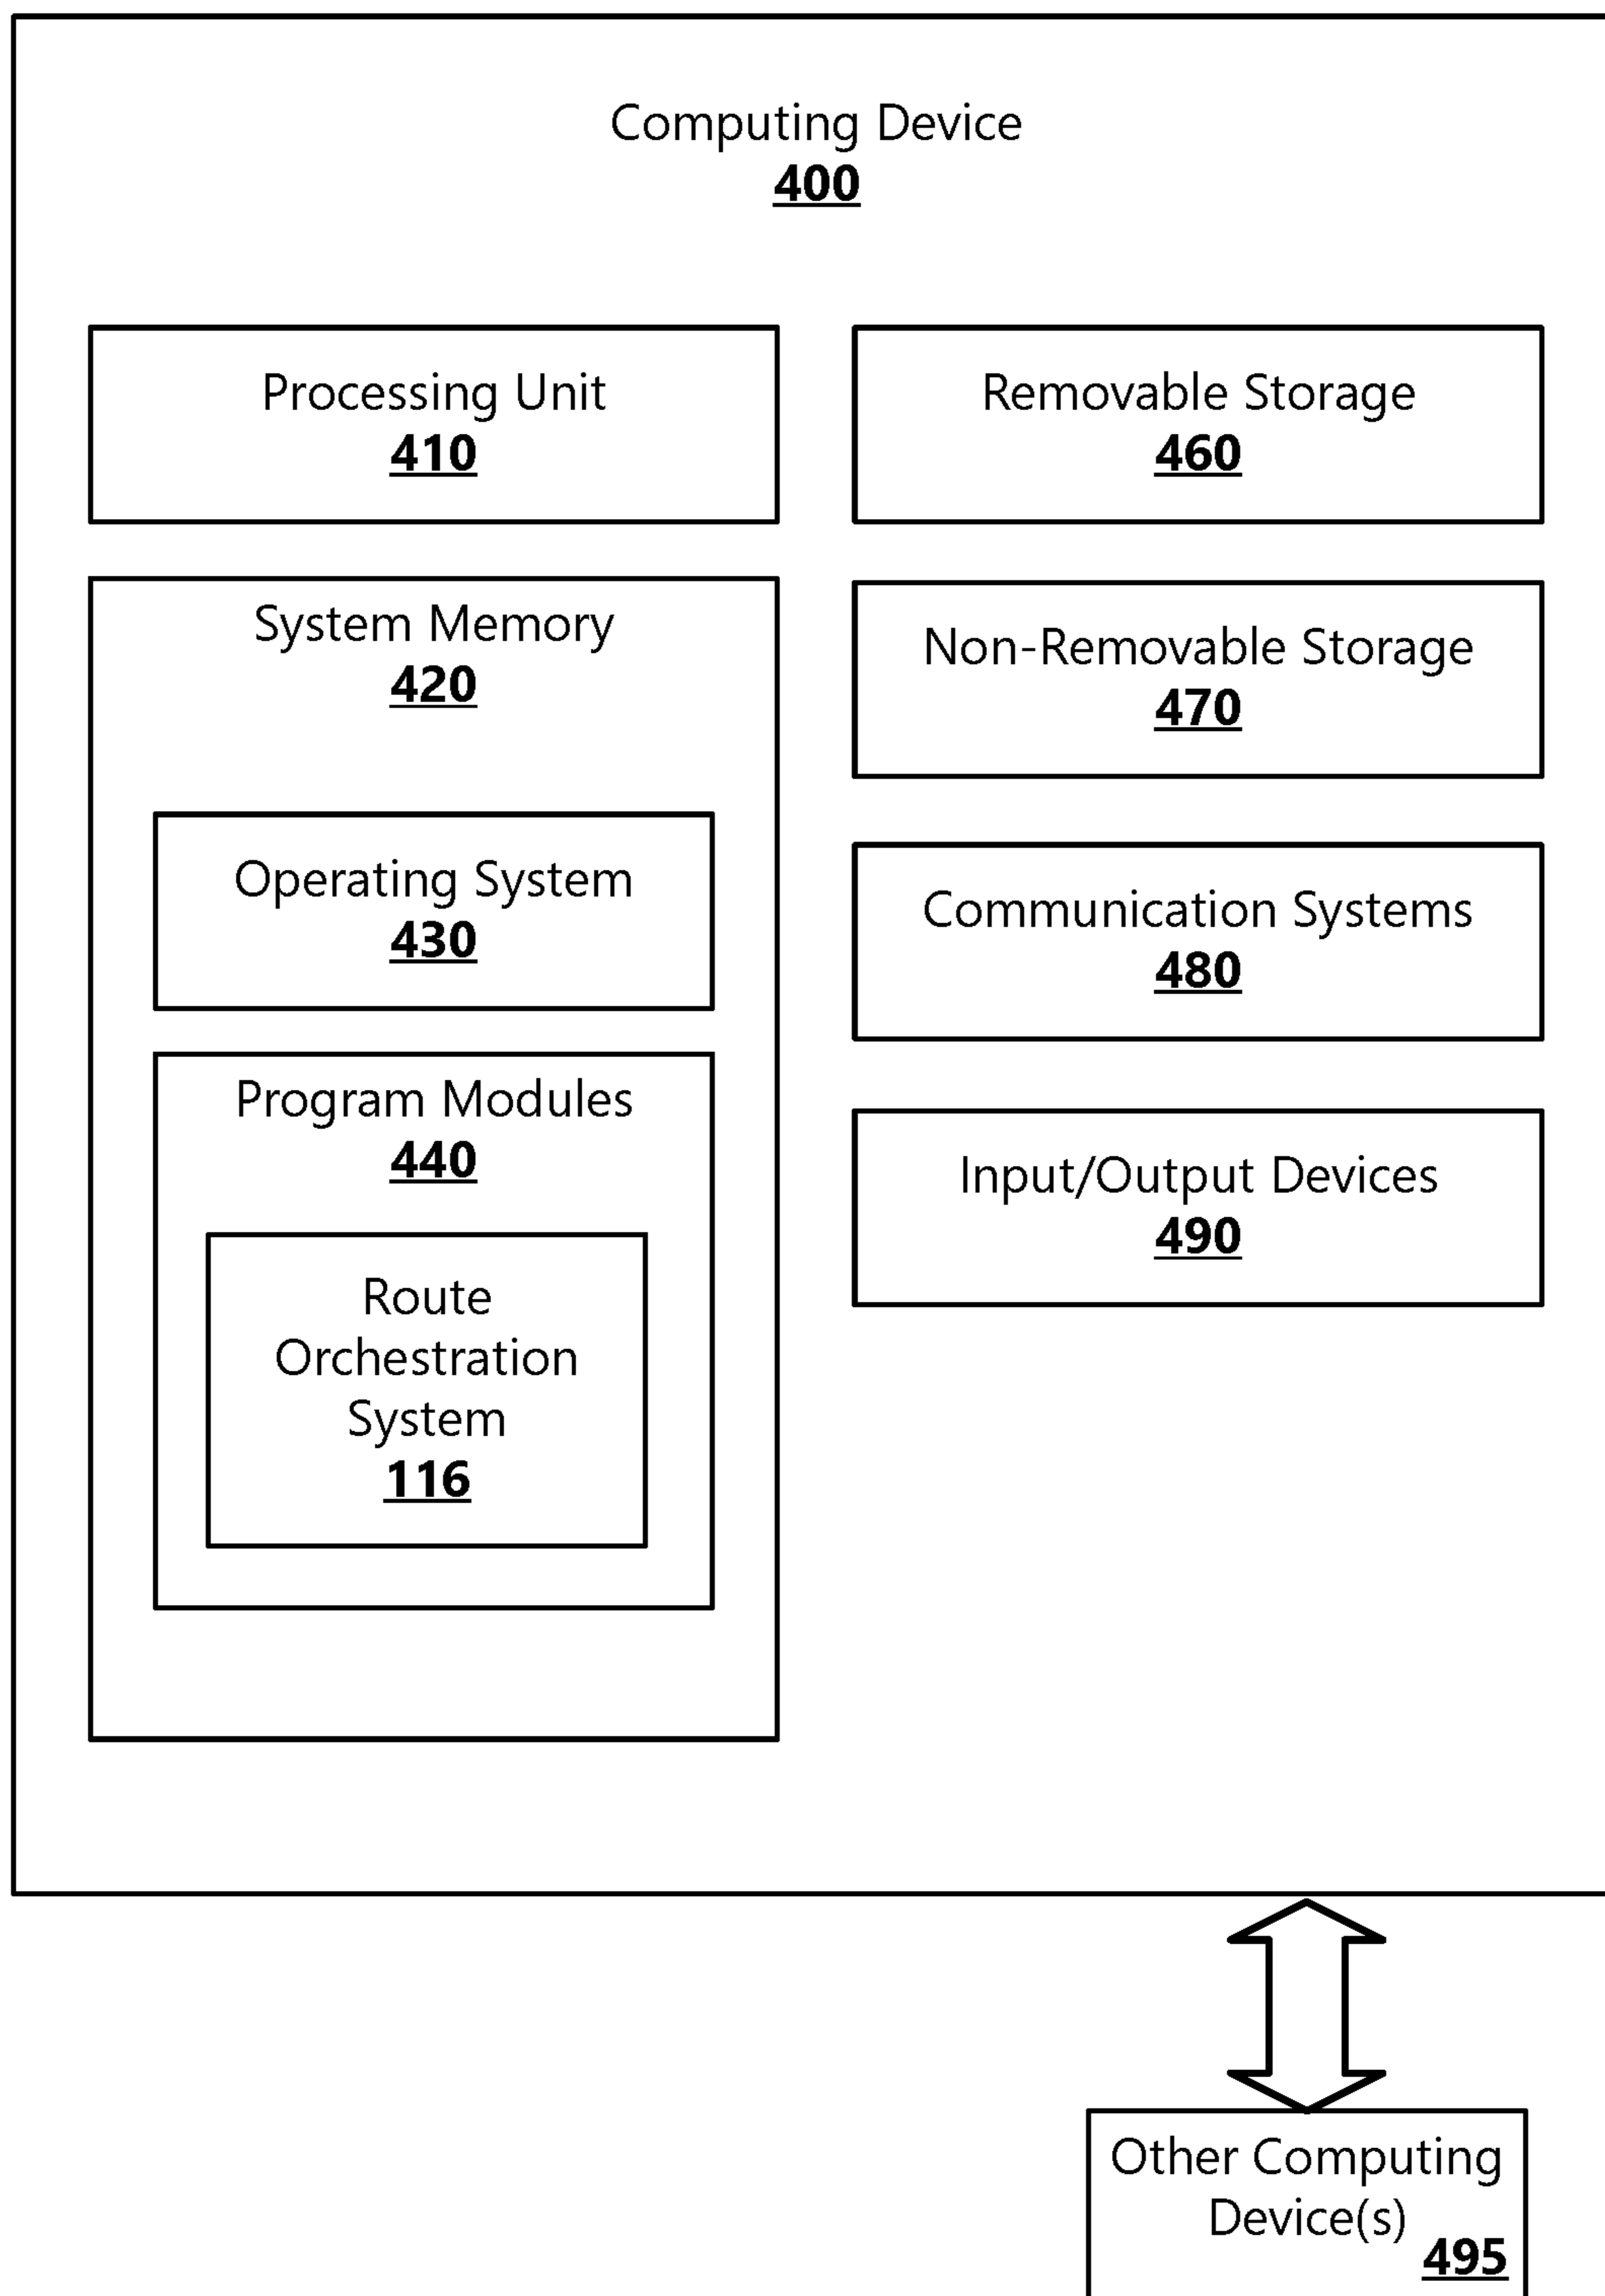 Computing Device
400
Processing Unit
410
System Memory
420
Operating System
430
Program Modules
440
Route
Orchestration
System
116
Removable Storage
460
Non-Removable Storage
470
Communication Systems
480
Input/Output Devices
490
Other Computing
Device(s)
495